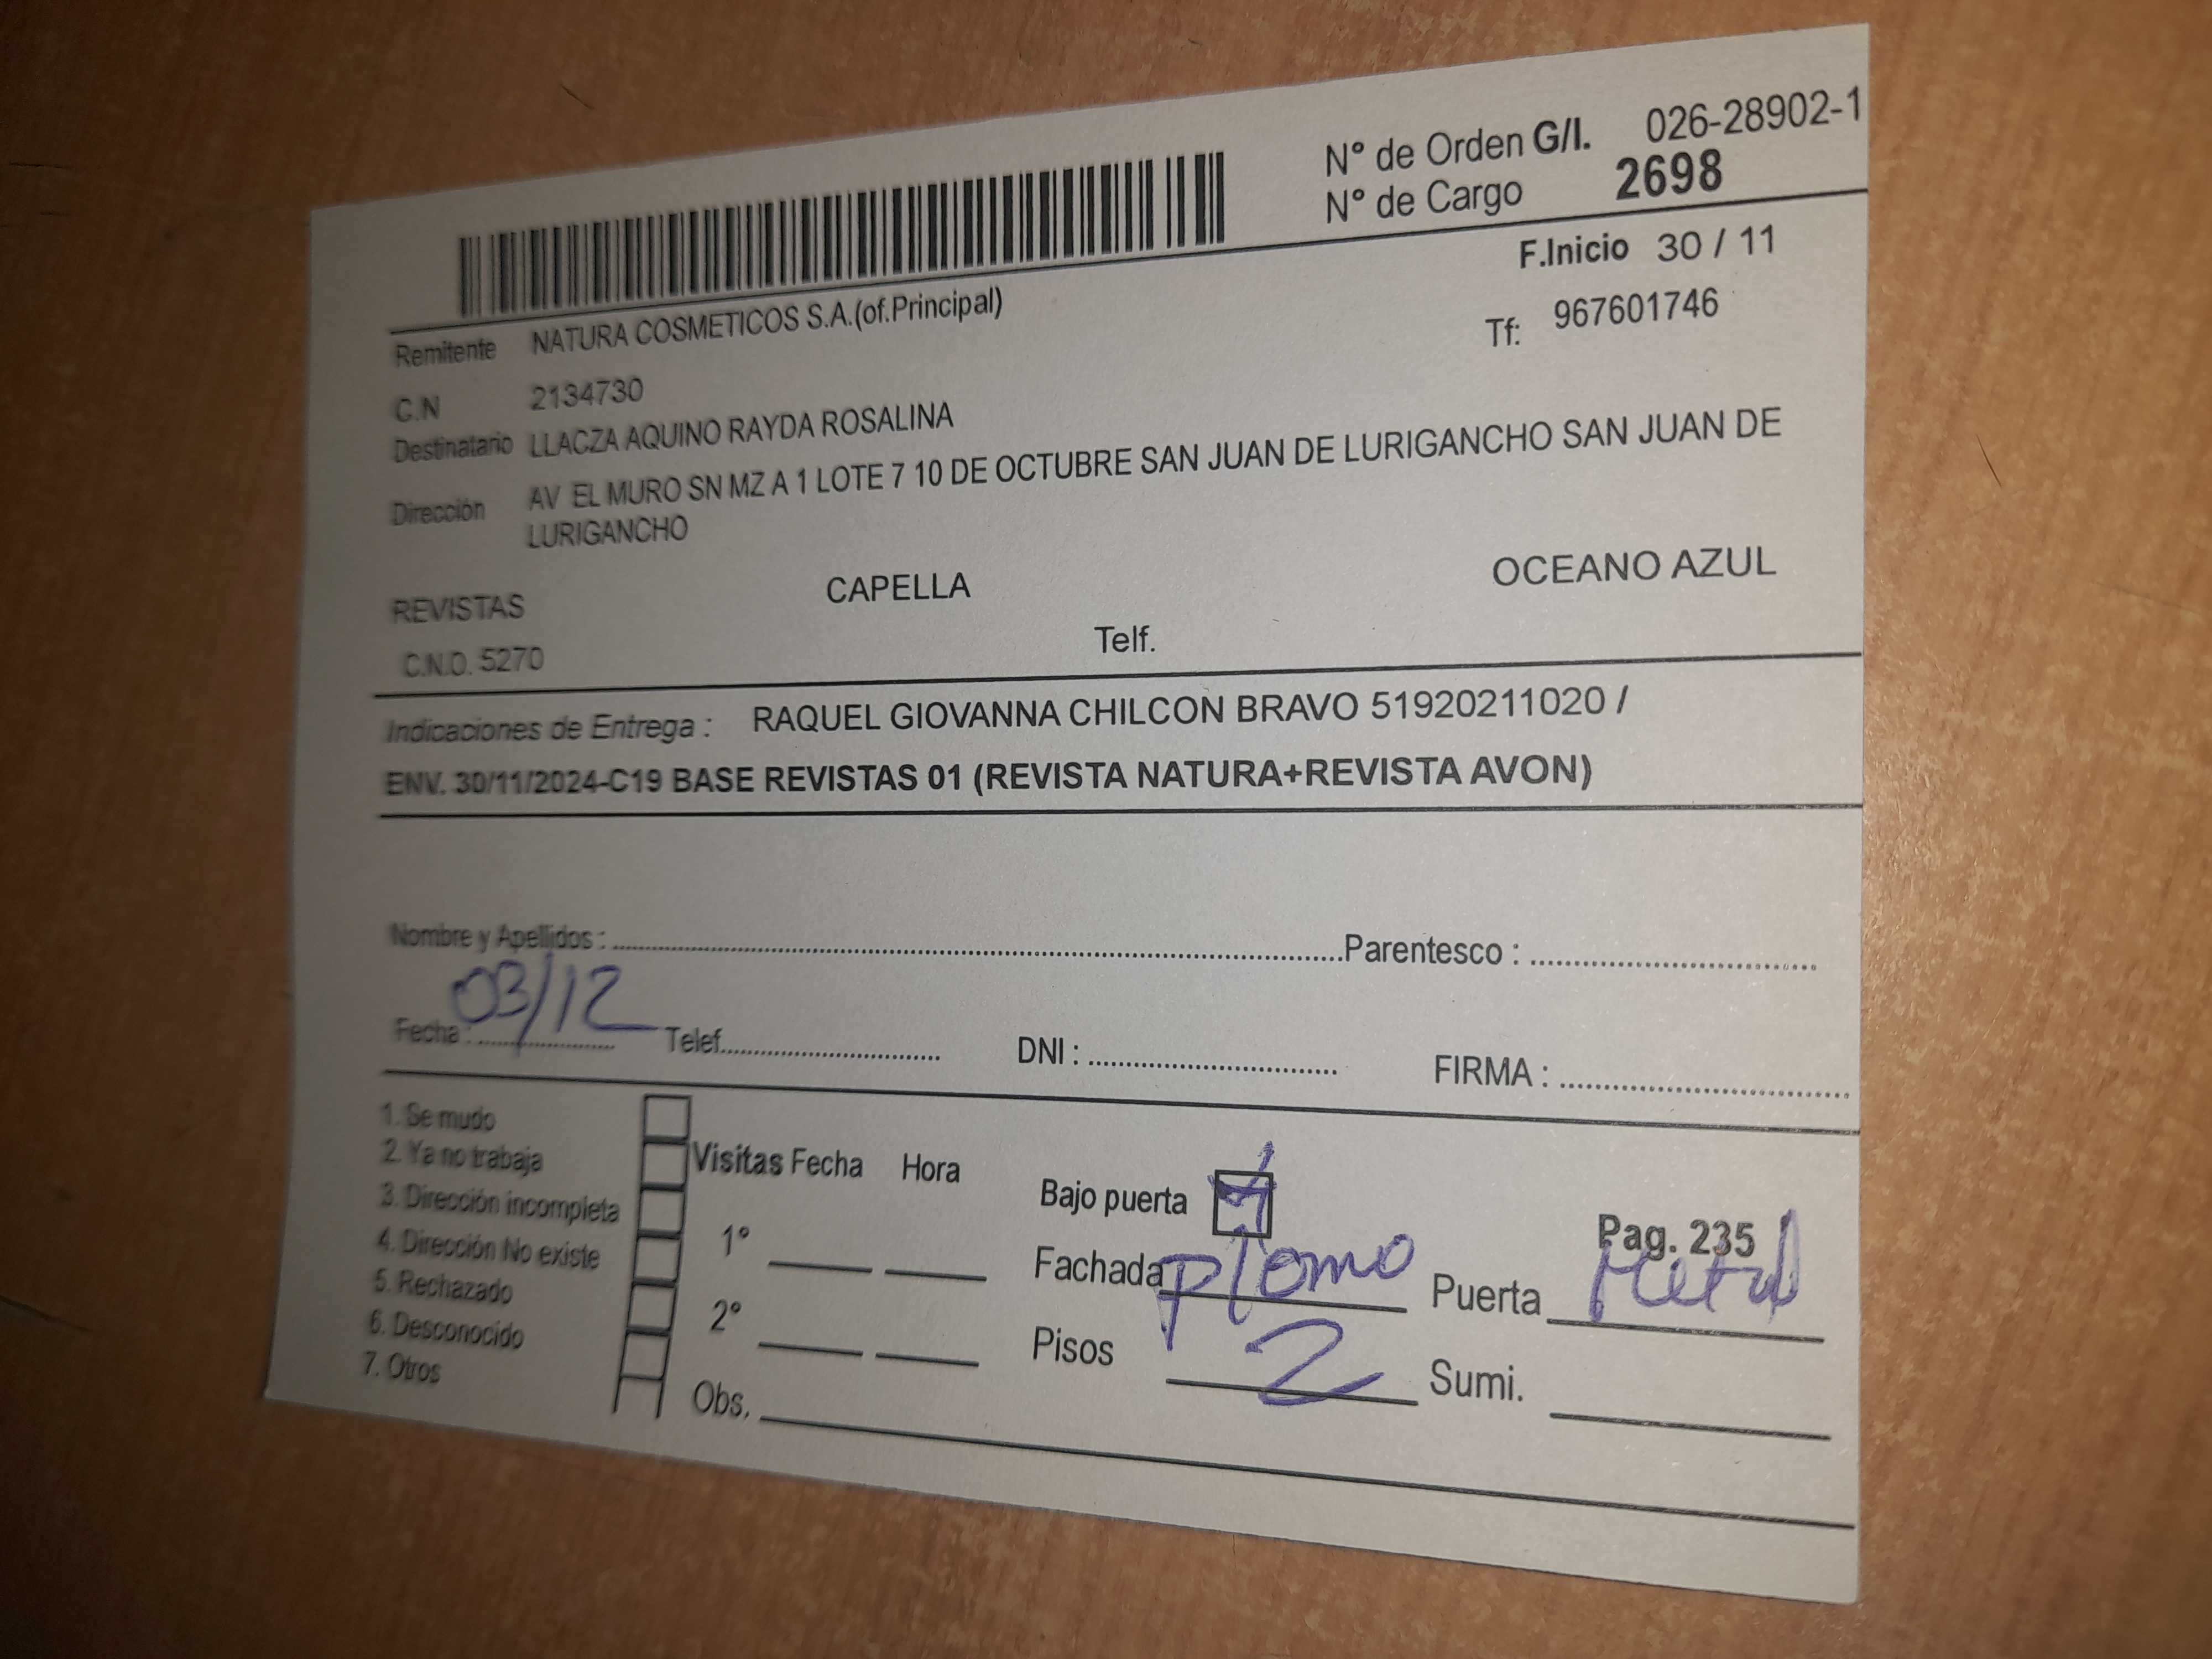 N° de Orden G/I. 026-28902-1
N° de Cargo 2698
F.Inicio 30 / 11
Remitente NATURA COSMETICOS S.A.(of.Principal)
Tf: 967601746
C.N 2134730
Destinatario LLACZA AQUINO RAYDA ROSALINA
Dirección AV EL MURO SN MZ A 1 LOTE 7 10 DE OCTUBRE SAN JUAN DE LURIGANCHO SAN JUAN DE
LURIGANCHO
REVISTAS CAPELLA OCEANO AZUL
C.N.O. 5270 Telf.
Indicaciones de Entrega : RAQUEL GIOVANNA CHILCON BRAVO 51920211020 /
ENV. 30/11/2024-C19 BASE REVISTAS 01 (REVISTA NATURA+REVISTA AVON)
Nombre y Apellidos : Parentesco :
Fecha : 03/12 Telef. DNI : FIRMA :
1. Se mudo
2. Ya no trabaja
3. Dirección incompleta
4. Dirección No existe
5. Rechazado
6. Desconocido
7. Otros
Visitas Fecha Hora
1°
2°
Obs.
Bajo puerta
Pag. 235
Fachada plomo Puerta Metal
Pisos 2 Sumi.